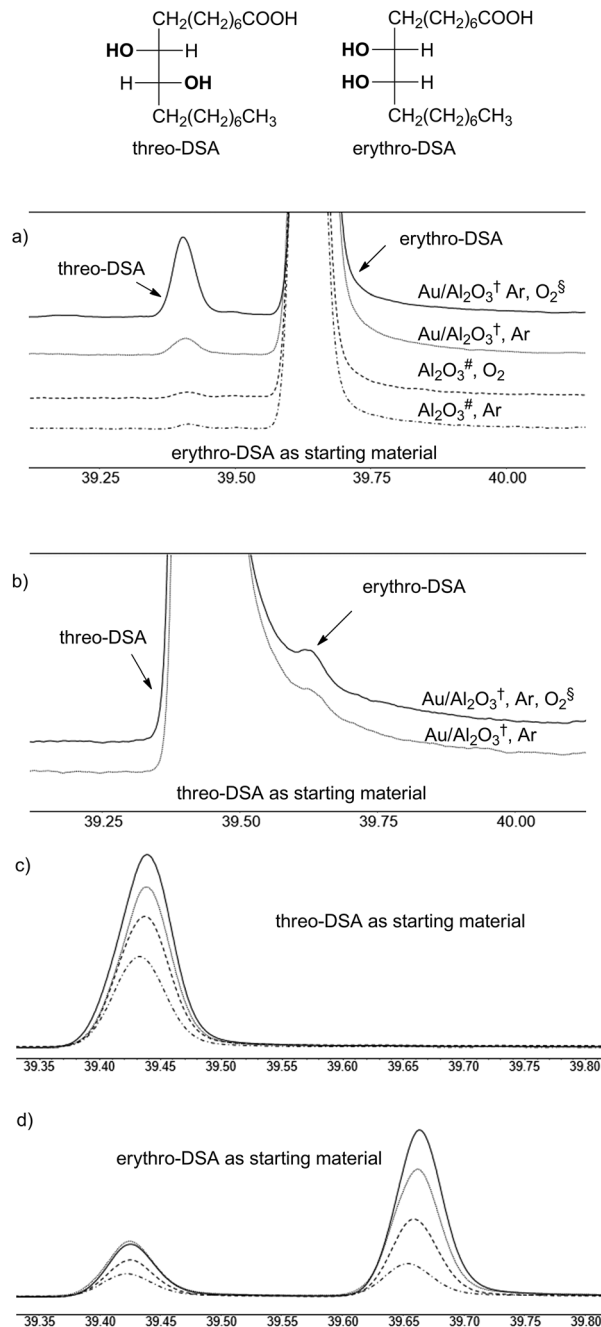 CH₂(CH₂)₆COOH CH₂(CH₂)₆COOH
HO H HO H
H OH HO H
CH₂(CH₂)₆CH₃ CH₂(CH₂)₆CH₃
threo-DSA erythro-DSA
a)
erythro-DSA
threo-DSA
Au/Al₂O₃† Ar, O₂§
Au/Al₂O₃†, Ar
Al₂O₃#, O₂
Al₂O₃#, Ar
erythro-DSA as starting material
39.25 39.50 39.75 40.00
b)
erythro-DSA
threo-DSA
Au/Al₂O₃†, Ar, O₂§
Au/Al₂O₃†, Ar
threo-DSA as starting material
39.25 39.50 39.75 40.00
c)
threo-DSA as starting material
39.35 39.40 39.45 39.50 39.55 39.60 39.65 39.70 39.75 39.80
d)
erythro-DSA as starting material
39.35 39.40 39.45 39.50 39.55 39.60 39.65 39.70 39.75 39.80